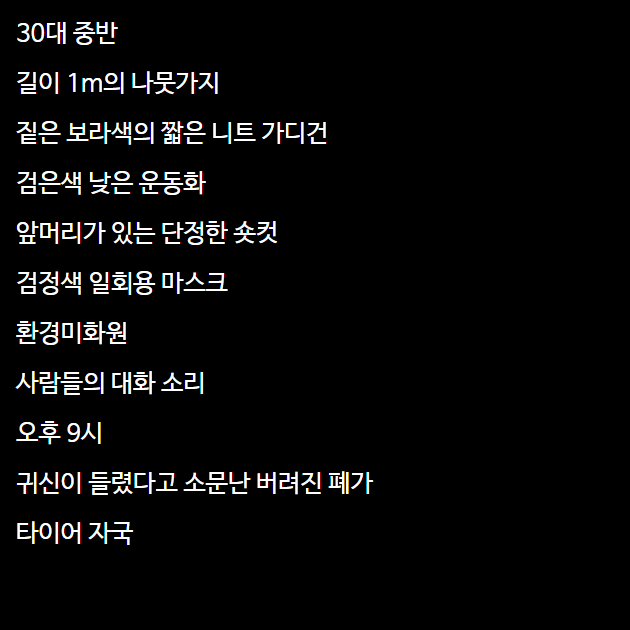 30대 중반
길이 1m의 나뭇가지
짙은 보라색의 짧은 니트 가디건
검은색 낮은 운동화
앞머리가 있는 단정한 숏컷
검정색 일회용 마스크
환경미화원
사람들의 대화 소리
오후 9시
귀신이 들렸다고 소문난 버려진 폐가
타이어 자국